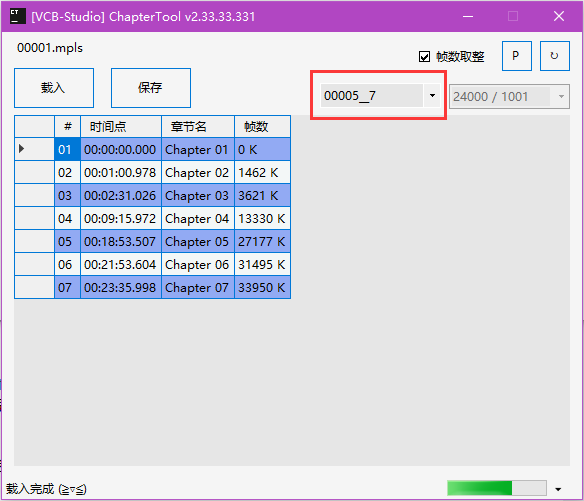 [VCB-Studio] ChapterTool v2.33.33.331
00001.mpls
帧数取整
P
↻
载入
保存
00005__7
24000 / 1001
# 时间点 章节名 帧数
01 00:00:00.000 Chapter 01 0 K
02 00:01:00.978 Chapter 02 1462 K
03 00:02:31.026 Chapter 03 3621 K
04 00:09:15.972 Chapter 04 13330 K
05 00:18:53.507 Chapter 05 27177 K
06 00:21:53.604 Chapter 06 31495 K
07 00:23:35.998 Chapter 07 33950 K
载入完成 (≧▽≦)